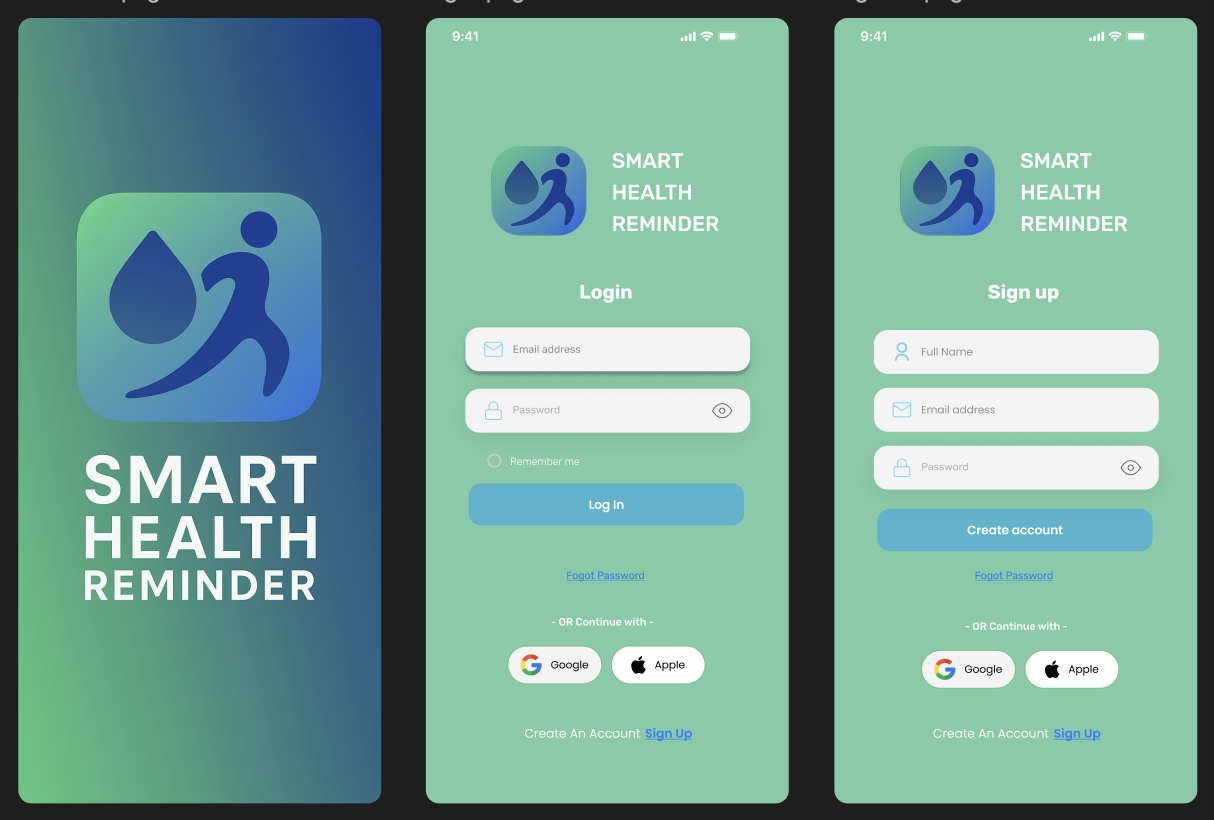 SMART
HEALTH
REMINDER
9:41
SMART
HEALTH
REMINDER
Login
Email address
Password
Remember me
Log In
Fogot Password
- OR Continue with -
Google
Apple
Create An Account Sign Up
9:41
SMART
HEALTH
REMINDER
Sign up
Full Name
Email address
Password
Create account
Fogot Password
- OR Continue with -
Google
Apple
Create An Account Sign Up